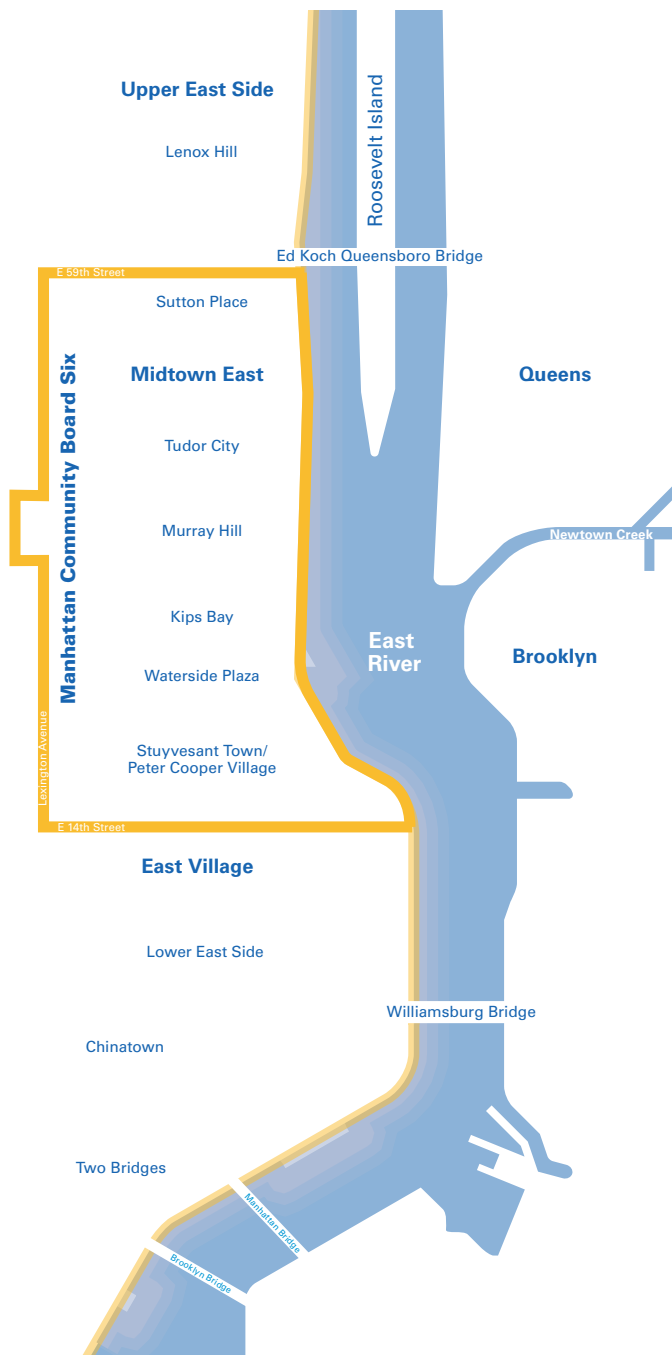 Upper East Side
Roosevelt Island
Lenox Hill
Ed Koch Queensboro Bridge
E 59th Street
Sutton Place
Manhattan Community Board Six
Midtown East
Queens
Tudor City
Murray Hill
Newtown Creek
Kips Bay
East
River
Brooklyn
Waterside Plaza
Lexington Avenue
Stuyvesant Town/
Peter Cooper Village
E 14th Street
East Village
Lower East Side
Williamsburg Bridge
Chinatown
Two Bridges
Manhattan Bridge
Brooklyn Bridge